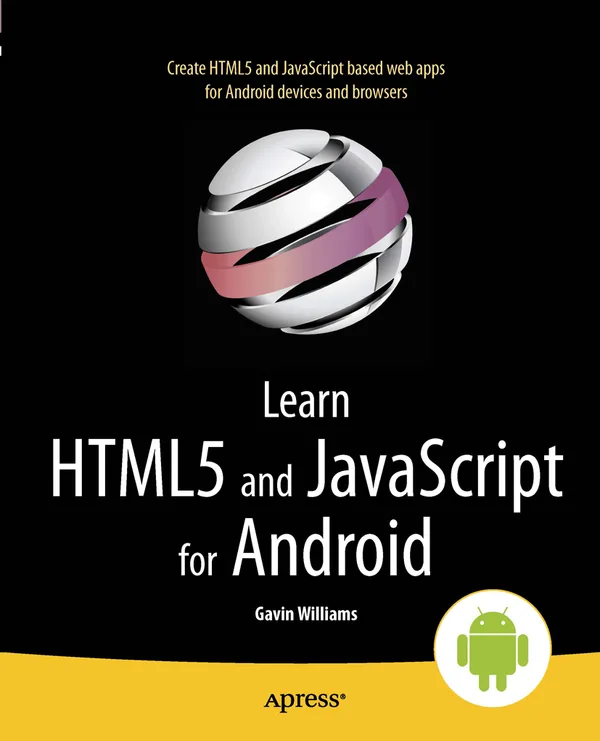 Create HTML5 and JavaScript based web apps
for Android devices and browsers
Learn
HTML5 and JavaScript
for Android
Gavin Williams
Apress®